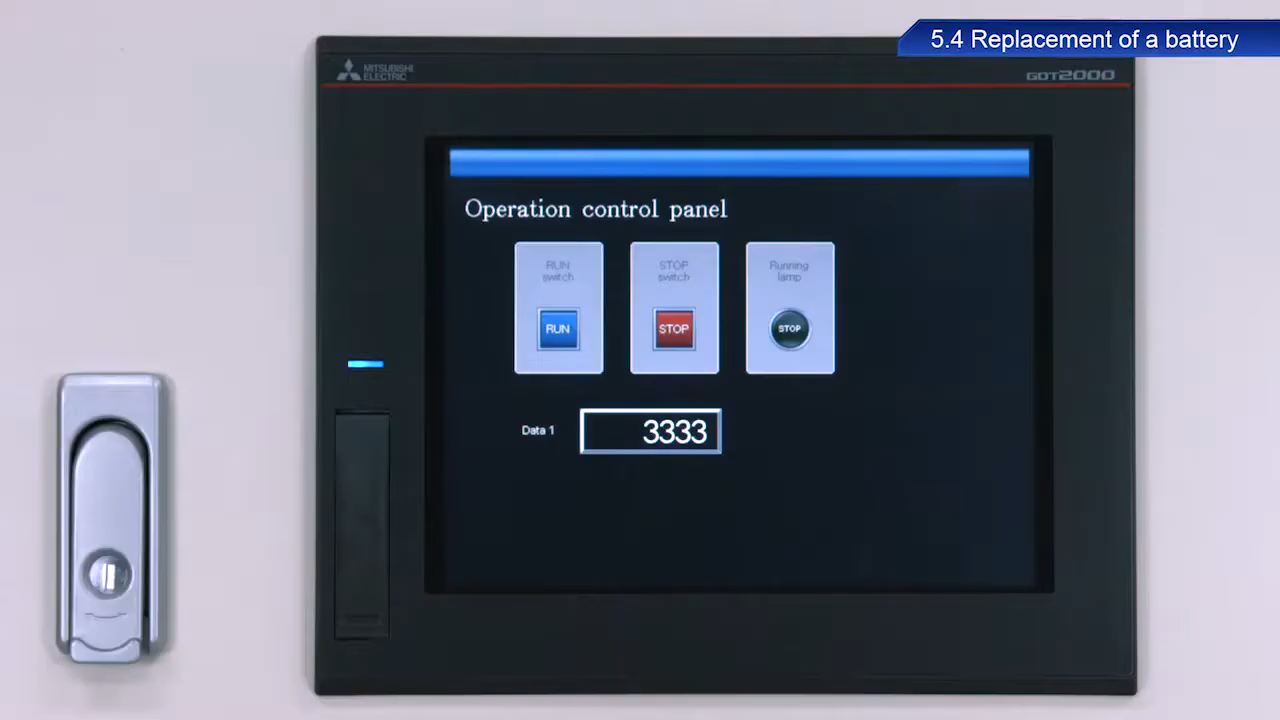 5.4 Replacement of a battery
MITSUBISHI
ELECTRIC
GOT2000
Operation control panel
RUN
switch
STOP
switch
Running
lamp
RUN
STOP
STOP
Data 1
3333